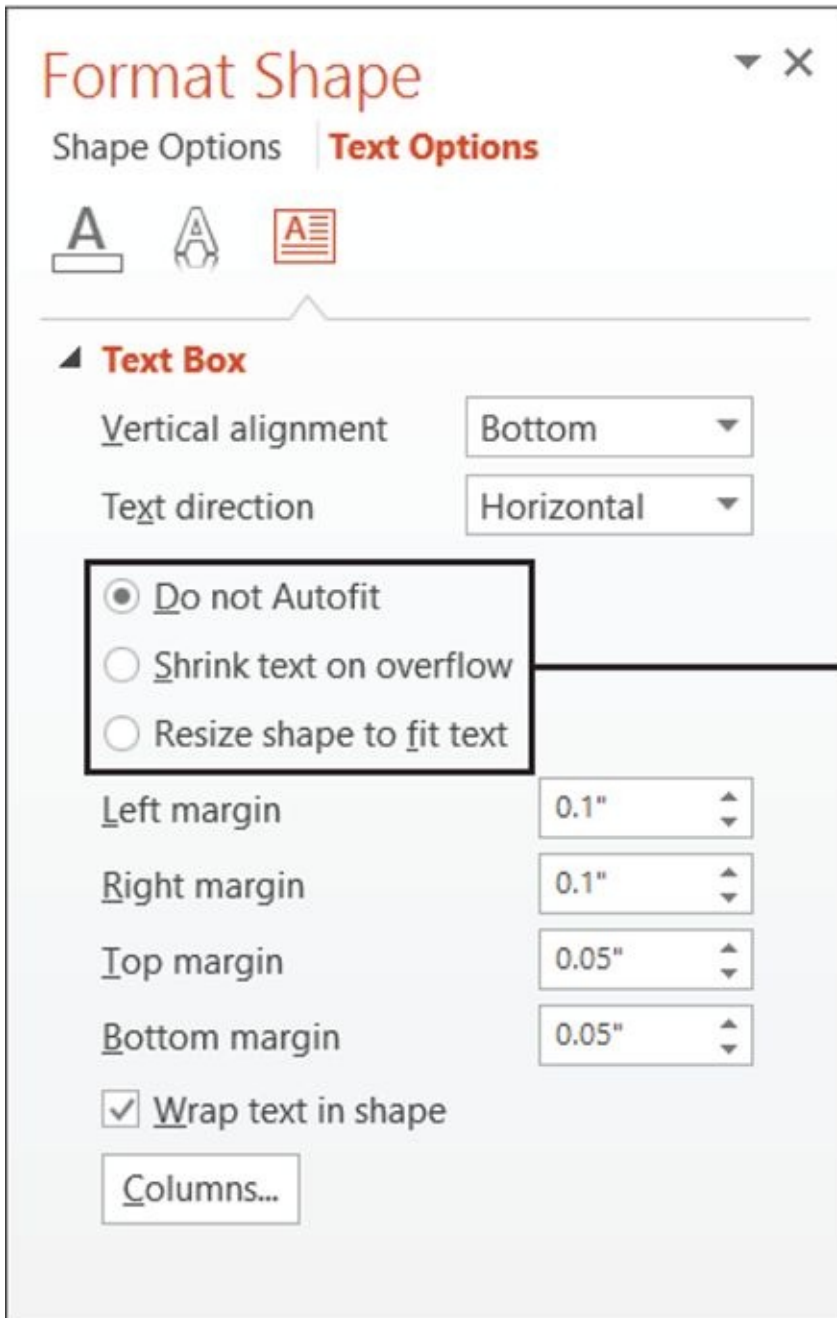 Format Shape
Shape Options Text Options
A A A
Text Box
Vertical alignment Bottom
Text direction Horizontal
Do not Autofit
Shrink text on overflow
Resize shape to fit text
Left margin 0.1"
Right margin 0.1"
Top margin 0.05"
Bottom margin 0.05"
Wrap text in shape
Columns...